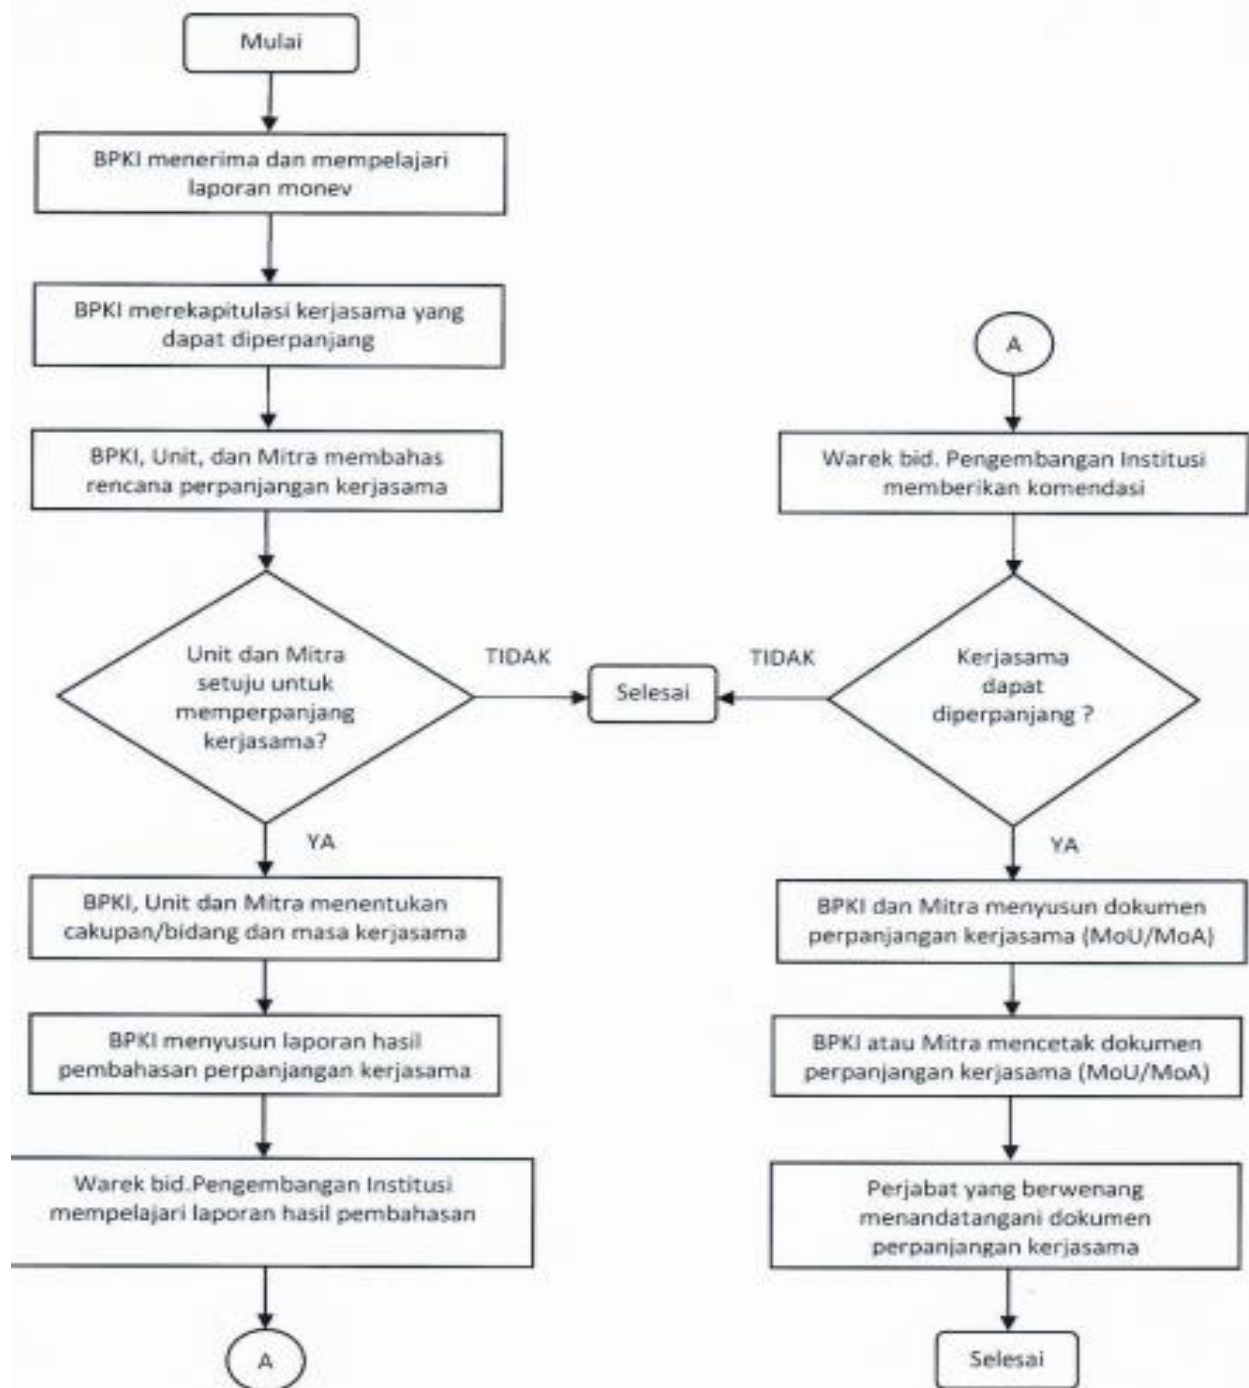 Mulai
BPKI menerima dan mempelajari
laporan monev
BPKI merekapitulasi kerjasama yang
dapat diperpanjang
BPKI, Unit, dan Mitra membahas
rencana perpanjangan kerjasama
Unit dan Mitra
setuju untuk
memperpanjang
kerjasama?
TIDAK
Selesai
YA
BPKI, Unit dan Mitra menentukan
cakupan/bidang dan masa kerjasama
BPKI menyusun laporan hasil
pembahasan perpanjangan kerjasama
Warek bid.Pengembangan Institusi
mempelajari laporan hasil pembahasan
A
A
Warek bid. Pengembangan Institusi
memberikan komendasi
Kerjasama
dapat
diperpanjang ?
TIDAK
YA
BPKI dan Mitra menyusun dokumen
perpanjangan kerjasama (MoU/MoA)
BPKI atau Mitra mencetak dokumen
perpanjangan kerjasama (MoU/MoA)
Perjabat yang berwenang
menandatangani dokumen
perpanjangan kerjasama
Selesai